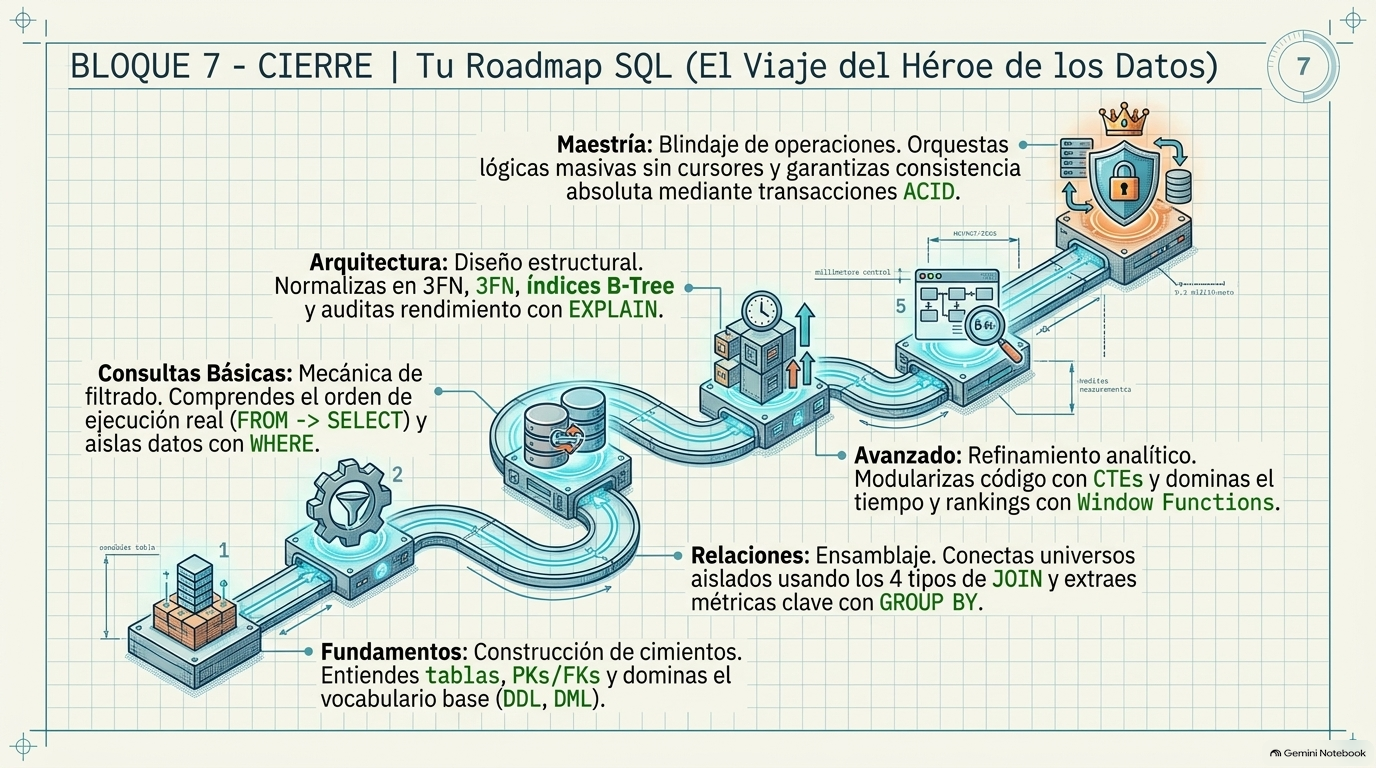 BLOQUE 7 - CIERRE | Tu Roadmap SQL (El Viaje del Héroe de los Datos)
7
Maestría: Blindaje de operaciones. Orquestas
lógicas masivas sin cursores y garantizas consistencia
absoluta mediante transacciones ACID.
Arquitectura: Diseño estructural.
Normalizas en 3FN, 3FN, índices B-Tree
y auditas rendimiento con EXPLAIN.
millimetore control
5
Consultas Básicas: Mecánica de
filtrado. Comprendes el orden de
ejecución real (FROM -> SELECT) y
aislas datos con WHERE.
2
Avanzado: Refinamiento analítico.
Modularizas código con CTEs y dominas el
tiempo y rankings con Window Functions.
1
Relaciones: Ensamblaje. Conectas universos
aislados usando los 4 tipos de JOIN y extraes
métricas clave con GROUP BY.
Fundamentos: Construcción de cimientos.
Entiendes tablas, PKs/FKs y dominas el
vocabulario base (DDL, DML).
Gemini Notebook